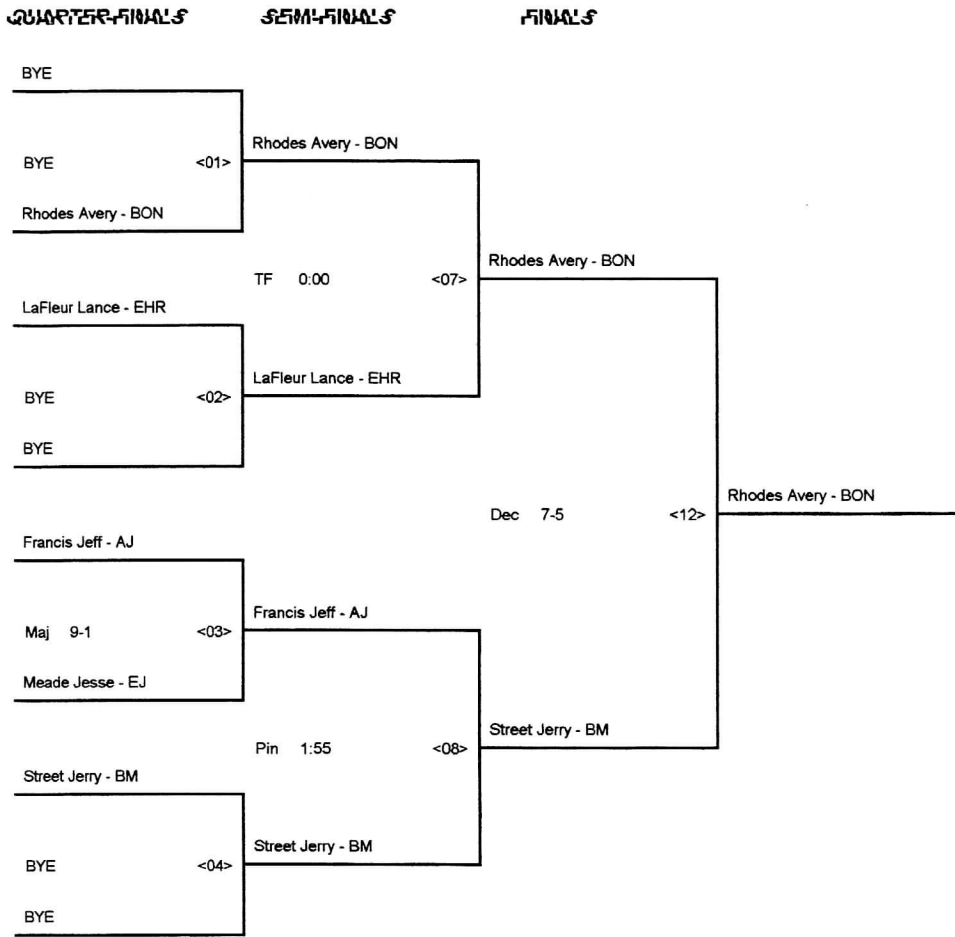 QUARTER-FINALS SEMI-FINALS FINALS
BYE
Rhodes Avery - BON
BYE <01>
Rhodes Avery - BON
Rhodes Avery - BON
TF 0:00 <07>
LaFleur Lance - EHR
LaFleur Lance - EHR
BYE <02>
BYE
Rhodes Avery - BON
Dec 7-5 <12>
Francis Jeff - AJ
Francis Jeff - AJ
Maj 9-1 <03>
Meade Jesse - EJ
Street Jerry - BM
Pin 1:55 <08>
Street Jerry - BM
Street Jerry - BM
BYE <04>
BYE